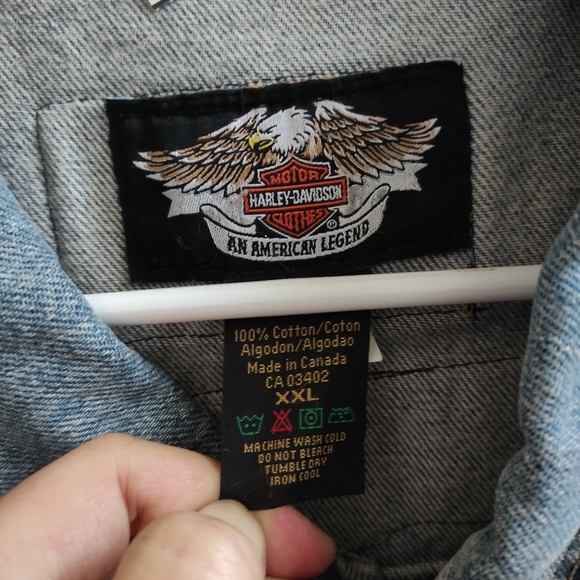 MOTOR
HARLEY-DAVIDSON
CLOTHES
®
AN AMERICAN LEGEND
100% Cotton/Coton
Algodon/Algodao
Made in Canada
CA 03402
XXL
MACHINE WASH COLD
DO NOT BLEACH
TUMBLE DRY
IRON COOL